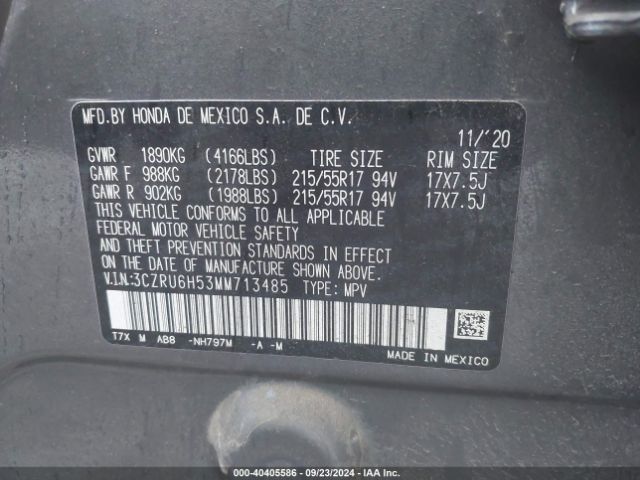 MFD.BY HONDA DE MEXICO S.A. DE C.V.
11/'20
GVWR 1890KG (4166LBS) TIRE SIZE RIM SIZE
GAWR F 988KG (2178LBS) 215/55R17 94V 17X7.5J
GAWR R 902KG (1988LBS) 215/55R17 94V 17X7.5J
THIS VEHICLE CONFORMS TO ALL APPLICABLE
FEDERAL MOTOR VEHICLE SAFETY
AND THEFT PREVENTION STANDARDS IN EFFECT
ON THE DATE OF MANUFACTURE SHOWN ABOVE.
V.I.N:3CZRU6H53MM713485 TYPE: MPV
T7X M AB8 -NH797M -A -M
MADE IN MEXICO
000-40405586 - 09/23/2024 - IAA Inc.